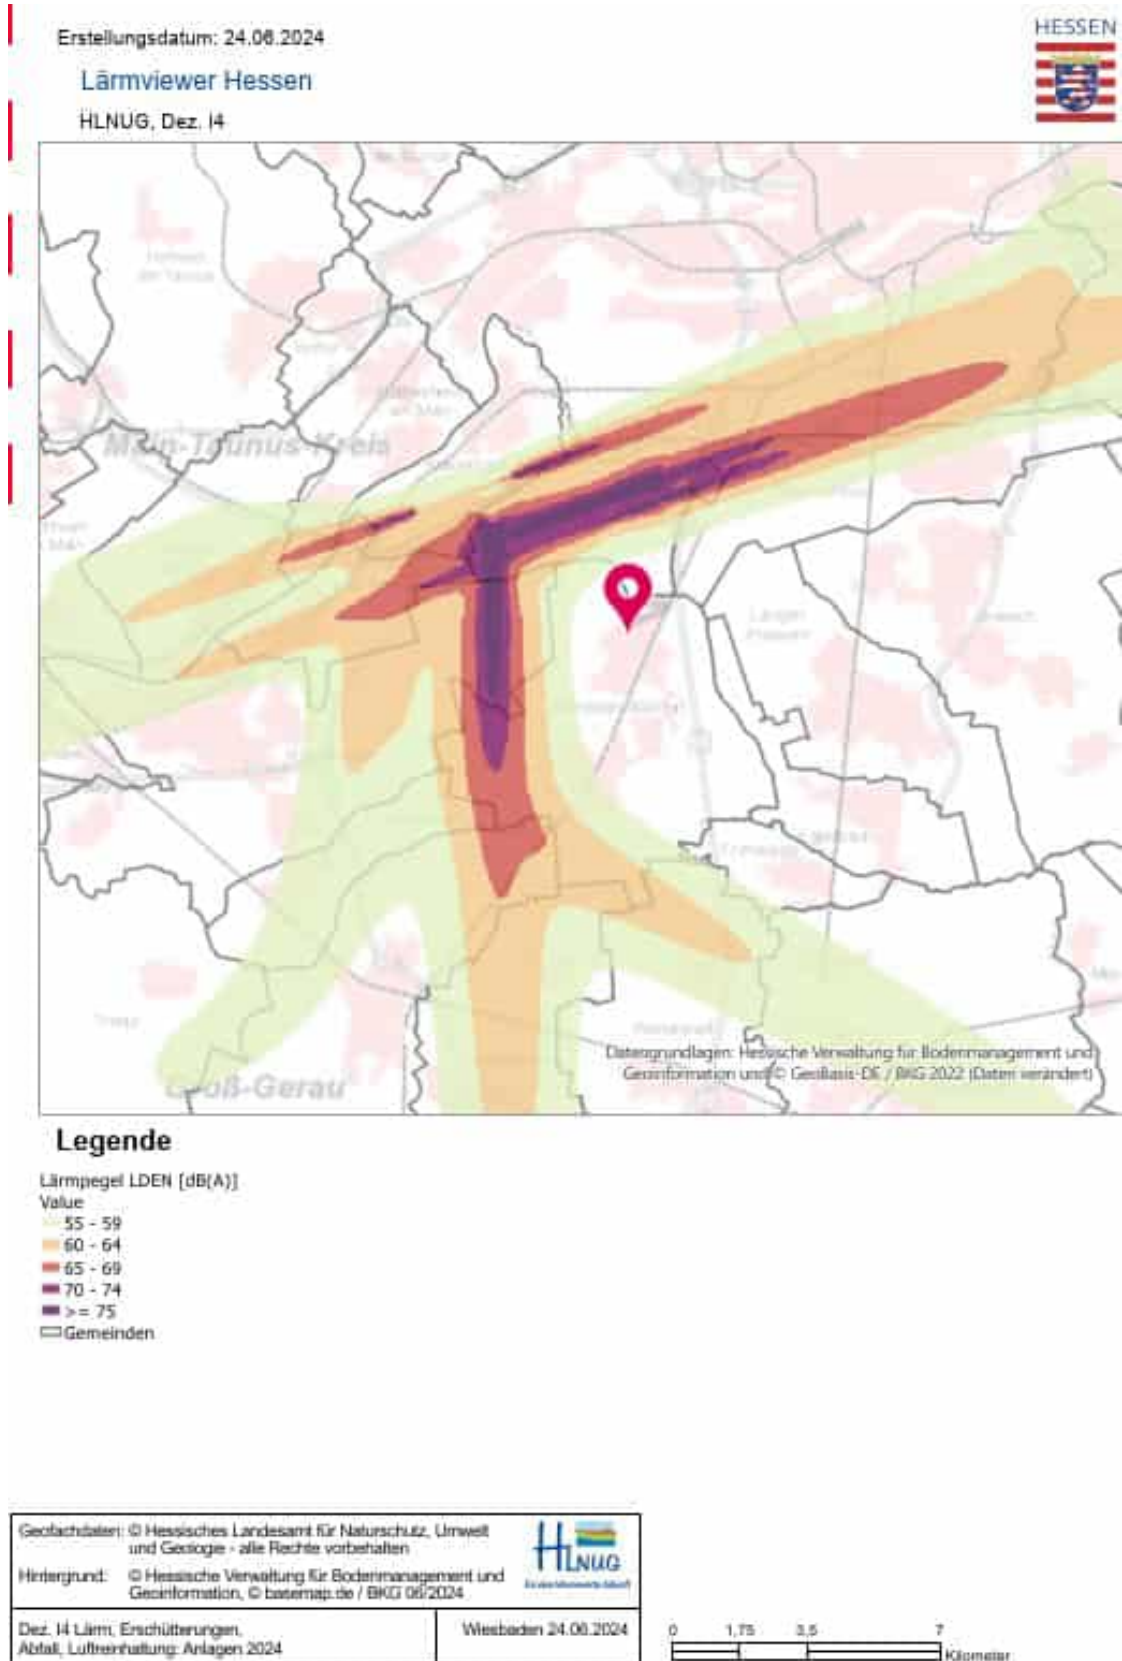 Erstellungsdatum: 24.06.2024
HESSEN
Lärmviewer Hessen
HLNUG, Dez. I4
Main-Taunus-Kreis
Groß-Gerau
Datengrundlagen: Hessische Verwaltung für Bodenmanagement und
Geoinformation und © GeoBasis-DE / BKG 2022 (Daten verändert)
Legende
Lärmpegel LDEN [dB(A)]
Value
55 - 59
60 - 64
65 - 69
70 - 74
>= 75
Gemeinden
Geofachdaten: © Hessisches Landesamt für Naturschutz, Umwelt
und Geologie - alle Rechte vorbehalten
Hintergrund: © Hessische Verwaltung für Bodenmanagement und
Geoinformation, © basemap.de / BKG 06/2024
HLNUG
Dez. I4 Lärm, Erschütterungen,
Abfall, Luftreinhaltung: Anlagen 2024
Wiesbaden 24.06.2024
0 1,75 3,5 7
Kilometer